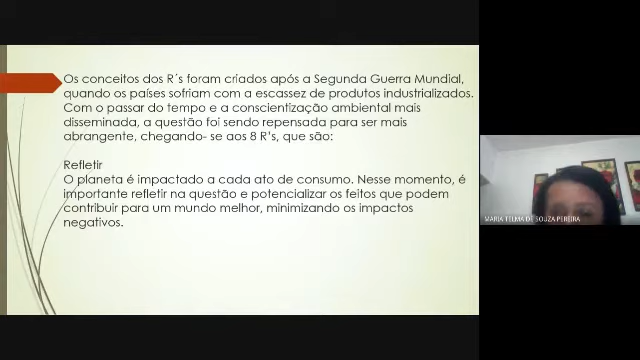 Os conceitos dos R´s foram criados após a Segunda Guerra Mundial,
quando os países sofriam com a escassez de produtos industrializados.
Com o passar do tempo e a conscientização ambiental mais
disseminada, a questão foi sendo repensada para ser mais
abrangente, chegando- se aos 8 R's, que são:
Refletir
O planeta é impactado a cada ato de consumo. Nesse momento, é
importante refletir na questão e potencializar os feitos que podem
contribuir para um mundo melhor, minimizando os impactos
negativos.
MARIA TELMA DE SOUZA PEREIRA